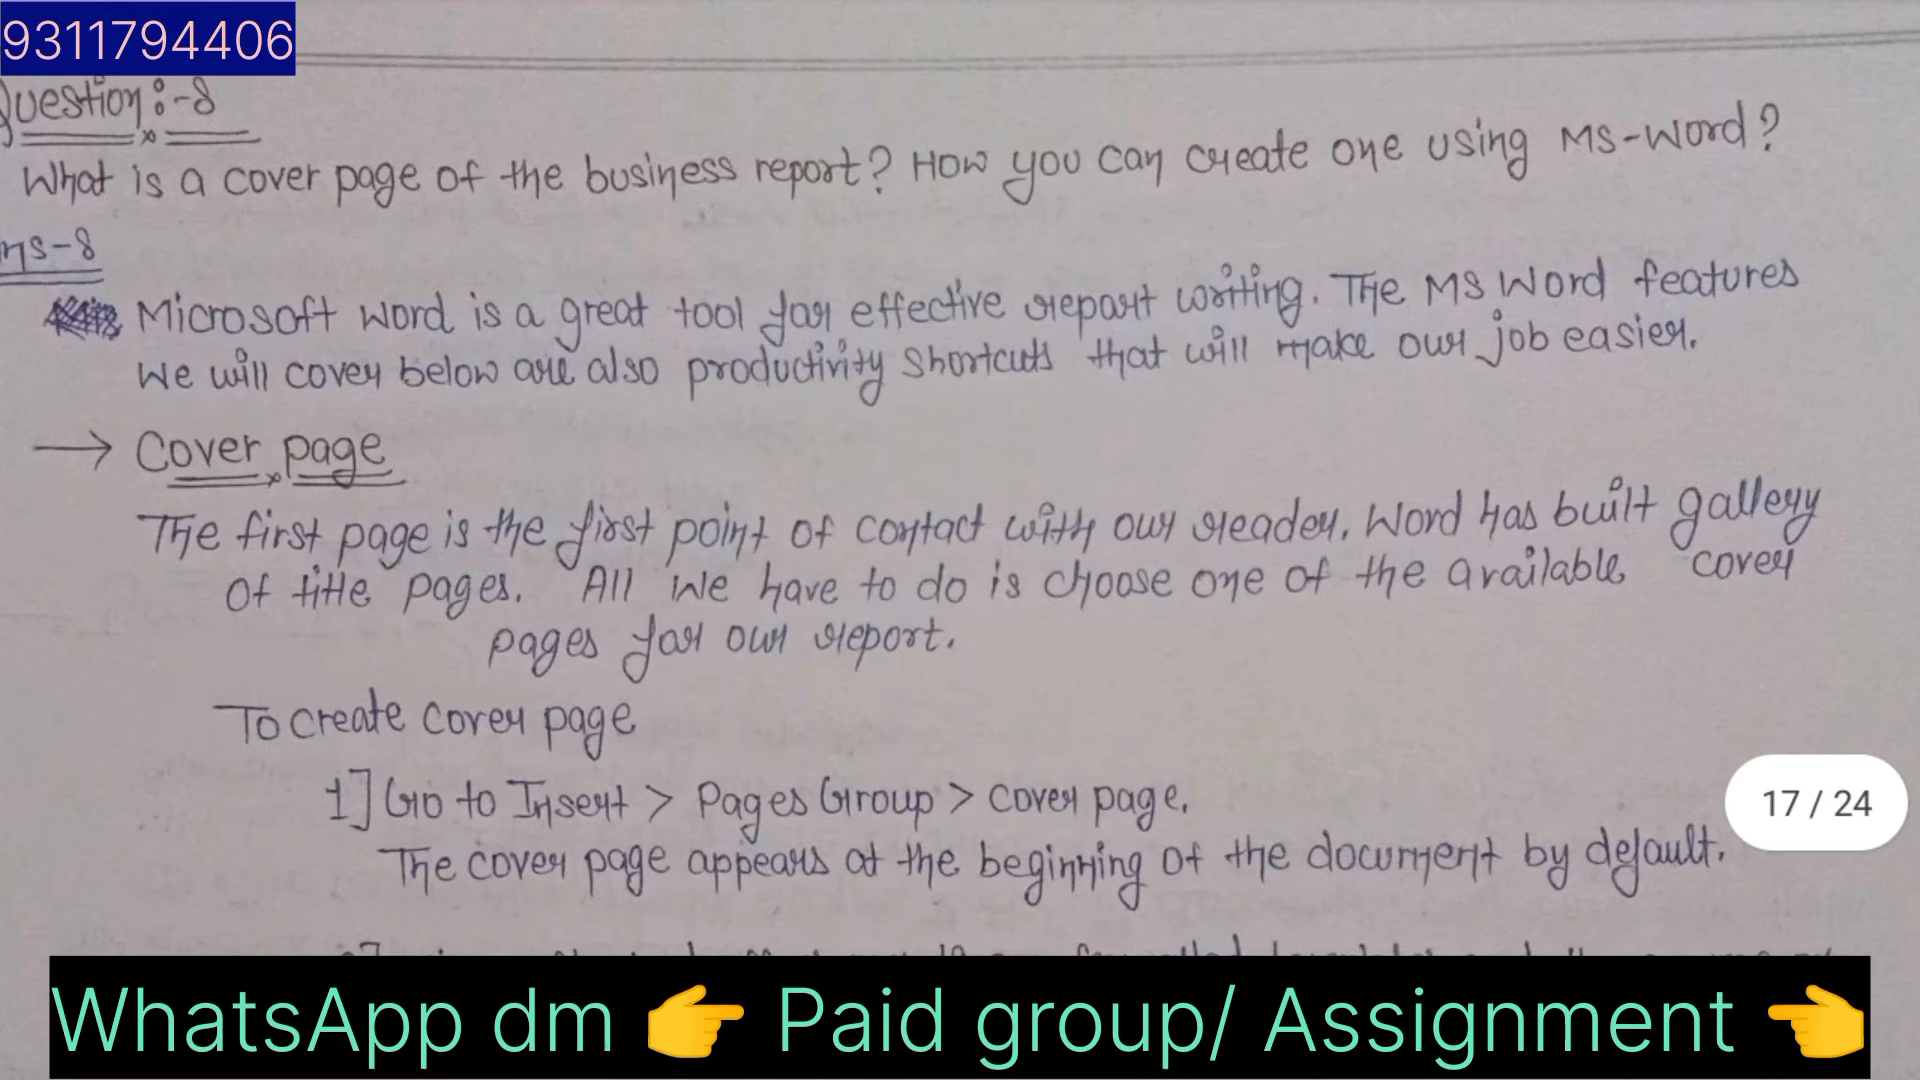 9311794406
Question:-8
What is a cover page of the business report? How you can create one using MS-Word?
Ans-8
Microsoft word is a great tool for effective report writing. The MS Word features
We will cover below are also productivity shortcuts that will make our job easier.
→ Cover page
The first page is the first point of contact with our reader. Word has built gallery
of title pages. All we have to do is choose one of the available cover
pages for our report.
To create cover page
1] Go to Insert > Pages Group > cover page.
The cover page appears at the beginning of the document by default.
17 / 24
WhatsApp dm 👉 Paid group/ Assignment 👈